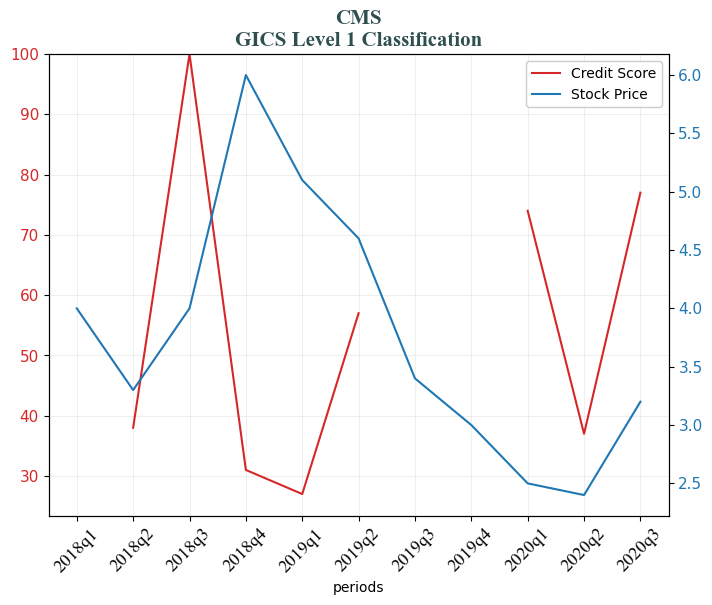 CMS
GICS Level 1 Classification
Credit Score
Stock Price
100
90
80
70
60
50
40
30
6.0
5.5
5.0
4.5
4.0
3.5
3.0
2.5
2018q1
2018q2
2018q3
2018q4
2019q1
2019q2
2019q3
2019q4
2020q1
2020q2
2020q3
periods